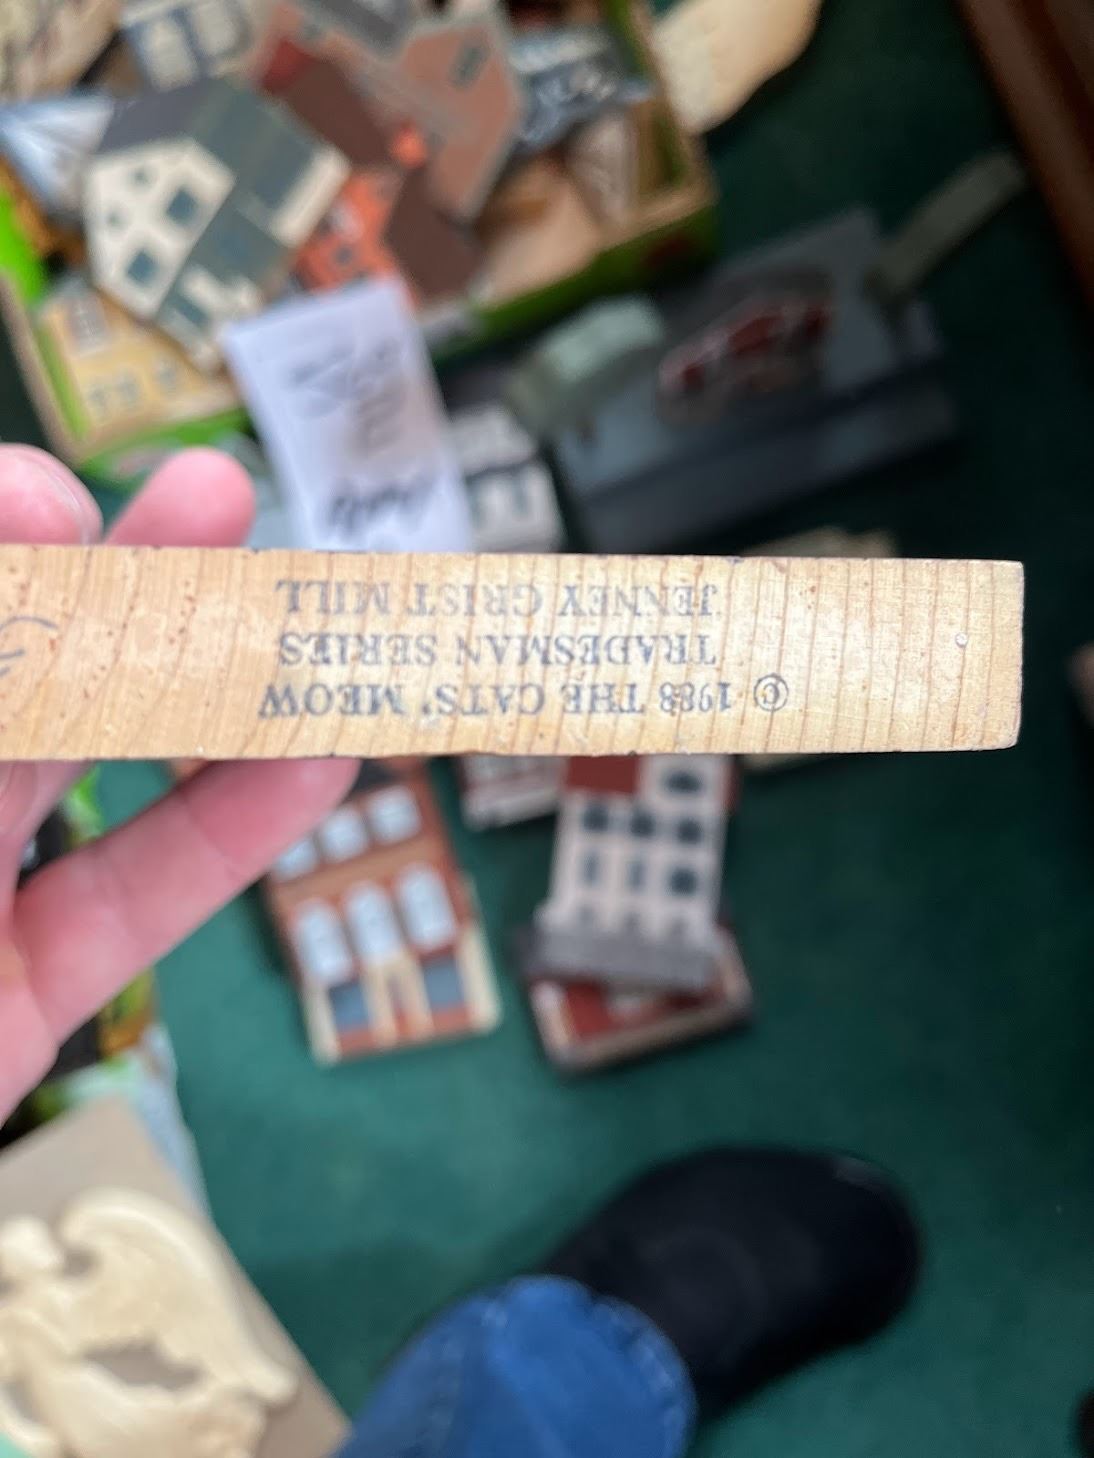 © 1988 THE CATS' MEOW
TRADESMAN SERIES
JENNEY GRIST MILL